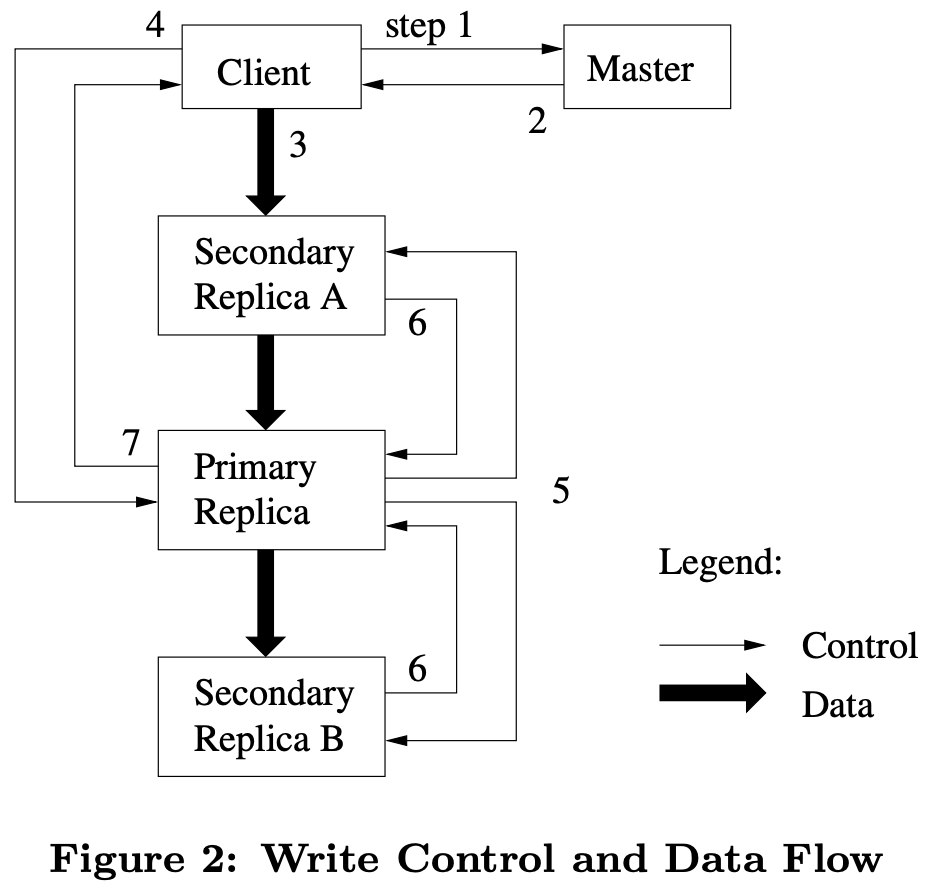 4
step 1
Client
Master
2
3
Secondary
Replica A
6
7
Primary
Replica
5
Legend:
Control
6
Secondary
Replica B
Data
Figure 2: Write Control and Data Flow